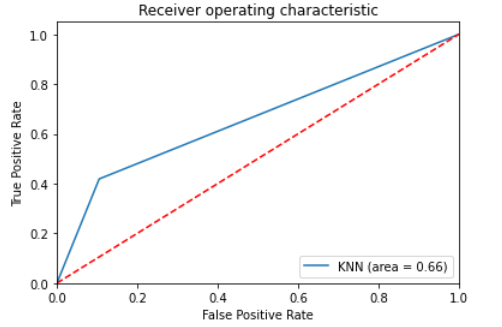 Receiver operating characteristic
True Positive Rate
1.0
0.8
0.6
0.4
0.2
0.0
KNN (area = 0.66)
0.0 0.2 0.4 0.6 0.8 1.0
False Positive Rate